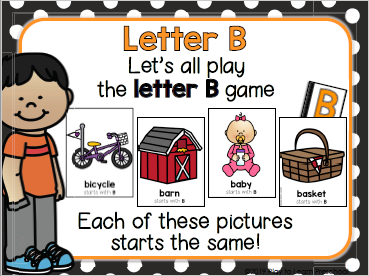 Letter B
Let's all play
the letter B game
B
bicycle
starts with B
barn
starts with B
baby
starts with B
basket
starts with B
Each of these pictures
starts the same!